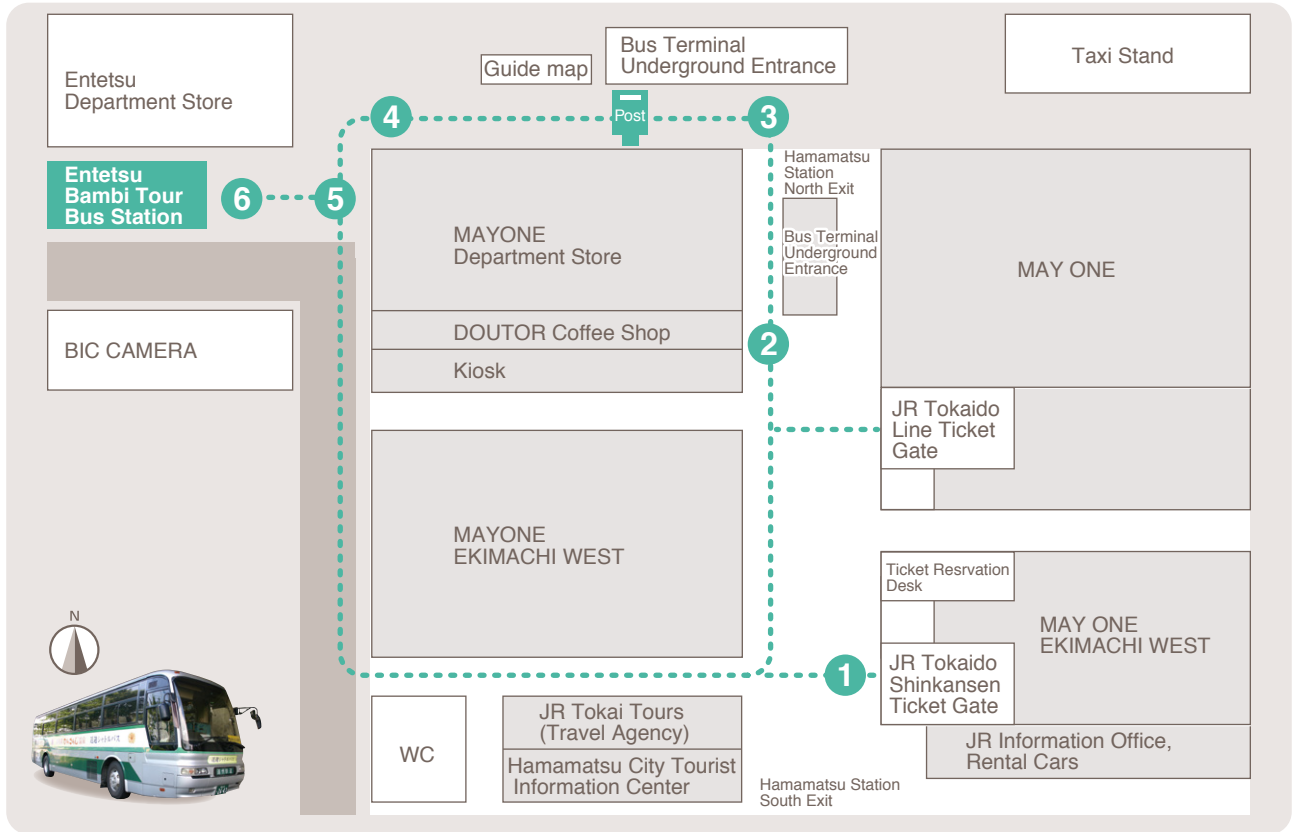 Entetsu
Department Store
Guide map
Bus Terminal
Underground Entrance
Taxi Stand
4
Post
3
Entetsu
Bambi Tour
Bus Station
6
5
Hamamatsu
Station
North Exit
MAYONE
Department Store
Bus Terminal
Underground
Entrance
MAY ONE
BIC CAMERA
DOUTOR Coffee Shop
2
Kiosk
JR Tokaido
Line Ticket
Gate
MAYONE
EKIMACHI WEST
Ticket Resrvation
Desk
MAY ONE
EKIMACHI WEST
N
1
JR Tokaido
Shinkansen
Ticket Gate
WC
JR Tokai Tours
(Travel Agency)
Hamamatsu City Tourist
Information Center
JR Information Office,
Rental Cars
Hamamatsu Station
South Exit